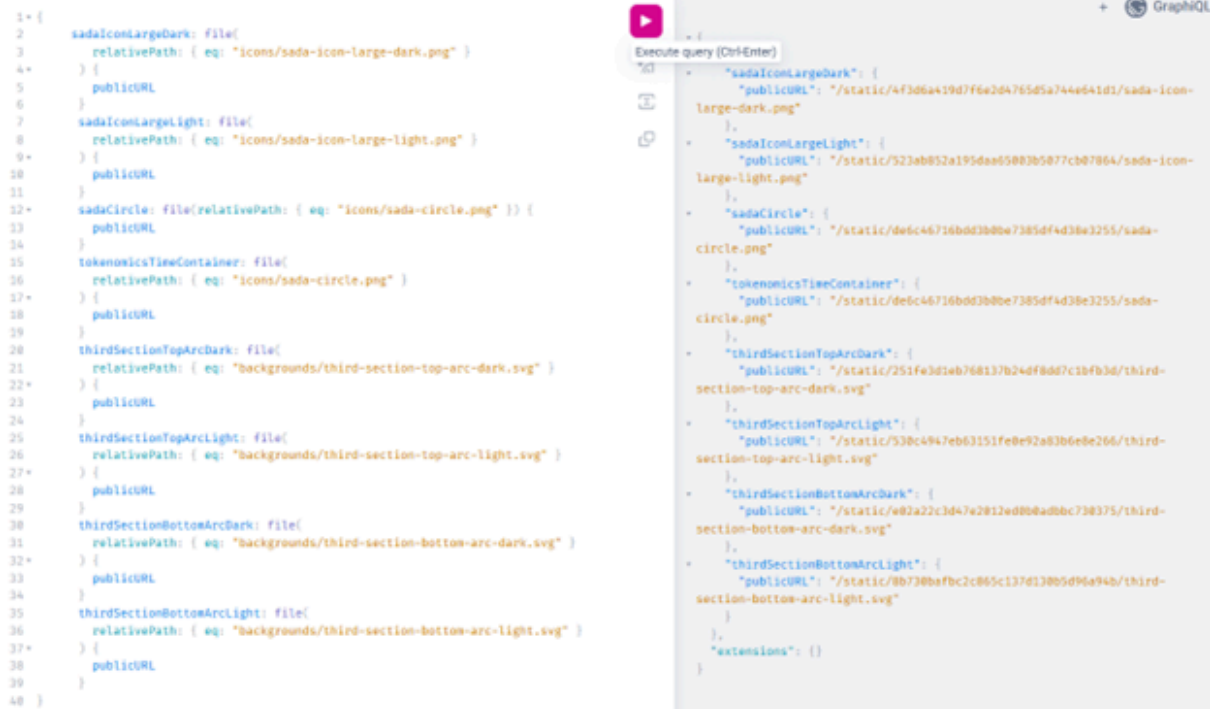 1 {
2 sadaIconLargeDark: file(
3 relativePath: { eq: "icons/sada-icon-large-dark.png" }
4 ) {
5 publicURL
6 }
7 sadaIconLargeLight: file(
8 relativePath: { eq: "icons/sada-icon-large-light.png" }
9 ) {
10 publicURL
11 }
12 sadaCircle: file(relativePath: { eq: "icons/sada-circle.png" }) {
13 publicURL
14 }
15 tokenomicsTimeContainer: file(
16 relativePath: { eq: "icons/sada-circle.png" }
17 ) {
18 publicURL
19 }
20 thirdSectionTopArcDark: file(
21 relativePath: { eq: "backgrounds/third-section-top-arc-dark.svg" }
22 ) {
23 publicURL
24 }
25 thirdSectionTopArcLight: file(
26 relativePath: { eq: "backgrounds/third-section-top-arc-light.svg" }
27 ) {
28 publicURL
29 }
30 thirdSectionBottomArcDark: file(
31 relativePath: { eq: "backgrounds/third-section-bottom-arc-dark.svg" }
32 ) {
33 publicURL
34 }
35 thirdSectionBottomArcLight: file(
36 relativePath: { eq: "backgrounds/third-section-bottom-arc-light.svg" }
37 ) {
38 publicURL
39 }
40 }
Execute query (Ctrl-Enter)
+ GraphiQL
{
"sadaIconLargeDark": {
"publicURL": "/static/4f3d6a419d7f6e2d4765d5a744e641d1/sada-icon-
large-dark.png"
},
"sadaIconLargeLight": {
"publicURL": "/static/523ab852a195daa65003b5077cb07864/sada-icon-
large-light.png"
},
"sadaCircle": {
"publicURL": "/static/de6c46716bdd3b0be7385df4d38e3255/sada-
circle.png"
},
"tokenomicsTimeContainer": {
"publicURL": "/static/de6c46716bdd3b0be7385df4d38e3255/sada-
circle.png"
},
"thirdSectionTopArcDark": {
"publicURL": "/static/251fe3d1eb768137b24df8dd7c1bfb3d/third-
section-top-arc-dark.svg"
},
"thirdSectionTopArcLight": {
"publicURL": "/static/530c4947eb63151fe0e92a83b6e8e266/third-
section-top-arc-light.svg"
},
"thirdSectionBottomArcDark": {
"publicURL": "/static/e02a22c3d47e2012ed0b0adbbc730375/third-
section-bottom-arc-dark.svg"
},
"thirdSectionBottomArcLight": {
"publicURL": "/static/8b730bafbc2c865c137d130b5d96a94b/third-
section-bottom-arc-light.svg"
}
},
"extensions": {}
}